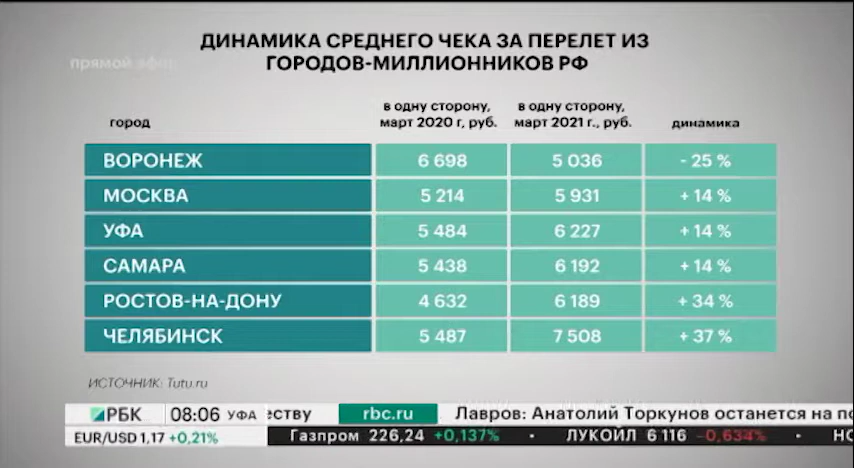 ДИНАМИКА СРЕДНЕГО ЧЕКА ЗА ПЕРЕЛЕТ ИЗ
ГОРОДОВ-МИЛЛИОННИКОВ РФ
прямой эфир
город
в одну сторону,
март 2020 г, руб.
в одну сторону,
март 2021 г., руб.
динамика
ВОРОНЕЖ 6 698 5 036 - 25 %
МОСКВА 5 214 5 931 + 14 %
УФА 5 484 6 227 + 14 %
САМАРА 5 438 6 192 + 14 %
РОСТОВ-НА-ДОНУ 4 632 6 189 + 34 %
ЧЕЛЯБИНСК 5 487 7 508 + 37 %
ИСТОЧНИК: Tutu.ru
РБК 08:06 УФА еству rbc.ru Лавров: Анатолий Торкунов останется на по
EUR/USD 1,17 +0,21% Газпром 226,24 +0,137% · ЛУКОЙЛ 6 116 -0,634% · НО